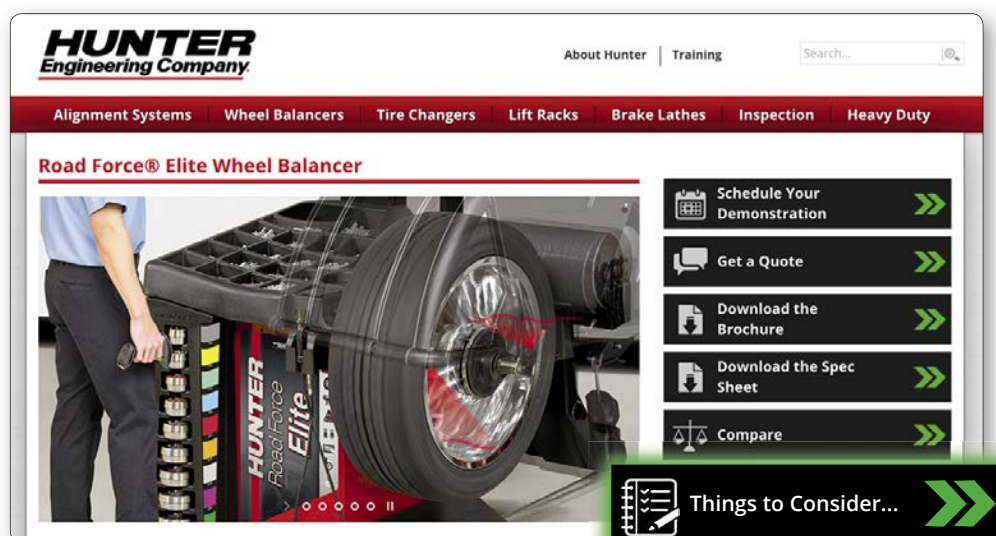 HUNTER
Engineering Company
About Hunter
Training
Search...
Alignment Systems
Wheel Balancers
Tire Changers
Lift Racks
Brake Lathes
Inspection
Heavy Duty
Road Force® Elite Wheel Balancer
HUNTER
HUNTER
Road Force
Elite
Schedule Your
Demonstration
Get a Quote
Download the
Brochure
Download the Spec
Sheet
Compare
Things to Consider...